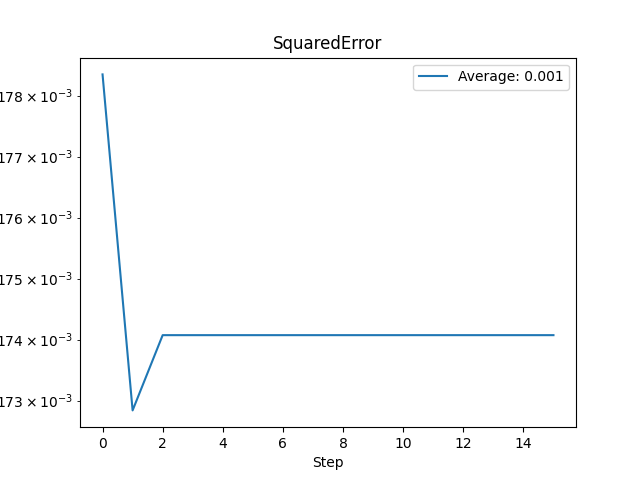 SquaredError
Average: 0.001
178 × 10⁻³
177 × 10⁻³
176 × 10⁻³
175 × 10⁻³
174 × 10⁻³
173 × 10⁻³
0 2 4 6 8 10 12 14
Step